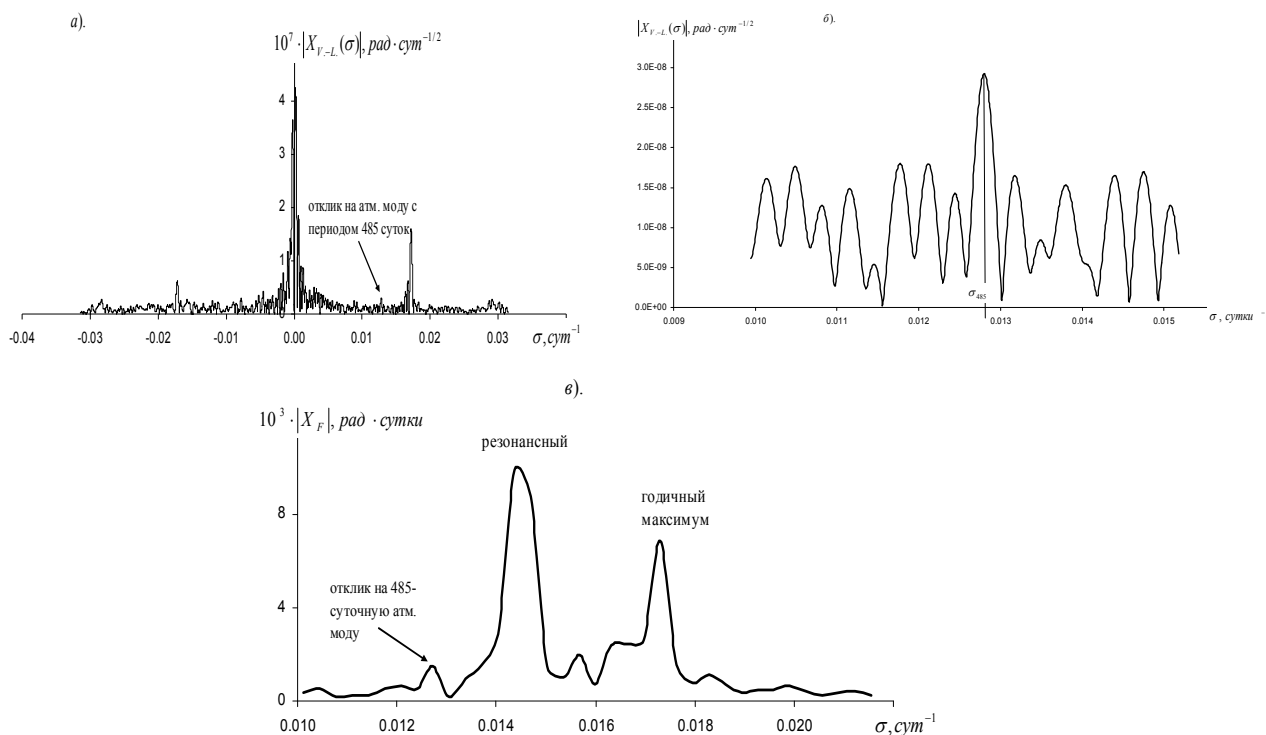 а).
10⁷·|X_{V.–L.}(σ)|, рад·сут^{–1/2}
4
3
2
1
0
отклик на атм. моду с
периодом 485 суток
-0.04 -0.03 -0.02 -0.01 0.00 0.01 0.02 0.03 σ, сут⁻¹
б).
|X_{V.–L.}(σ)|, рад·сут^{–1/2}
3.0E-08
2.5E-08
2.0E-08
1.5E-08
1.0E-08
5.0E-09
0.0E+00
σ₄₈₅
0.009 0.010 0.011 0.012 0.013 0.014 0.015 σ, сутки⁻
в).
10³·|X_F|, рад·сутки
резонансный
годичный
максимум
8
отклик на 485-
суточную атм.
моду
4
0
0.010 0.012 0.014 0.016 0.018 0.020 σ, сут⁻¹